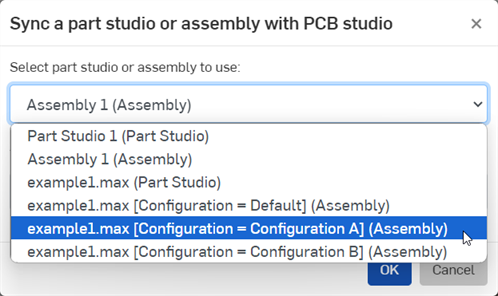 Sync a part studio or assembly with PCB studio ×
Select part studio or assembly to use:
Assembly 1 (Assembly)
Part Studio 1 (Part Studio)
Assembly 1 (Assembly)
example1.max (Part Studio)
example1.max [Configuration = Default] (Assembly)
example1.max [Configuration = Configuration A] (Assembly)
example1.max [Configuration = Configuration B] (Assembly)
OK Cancel